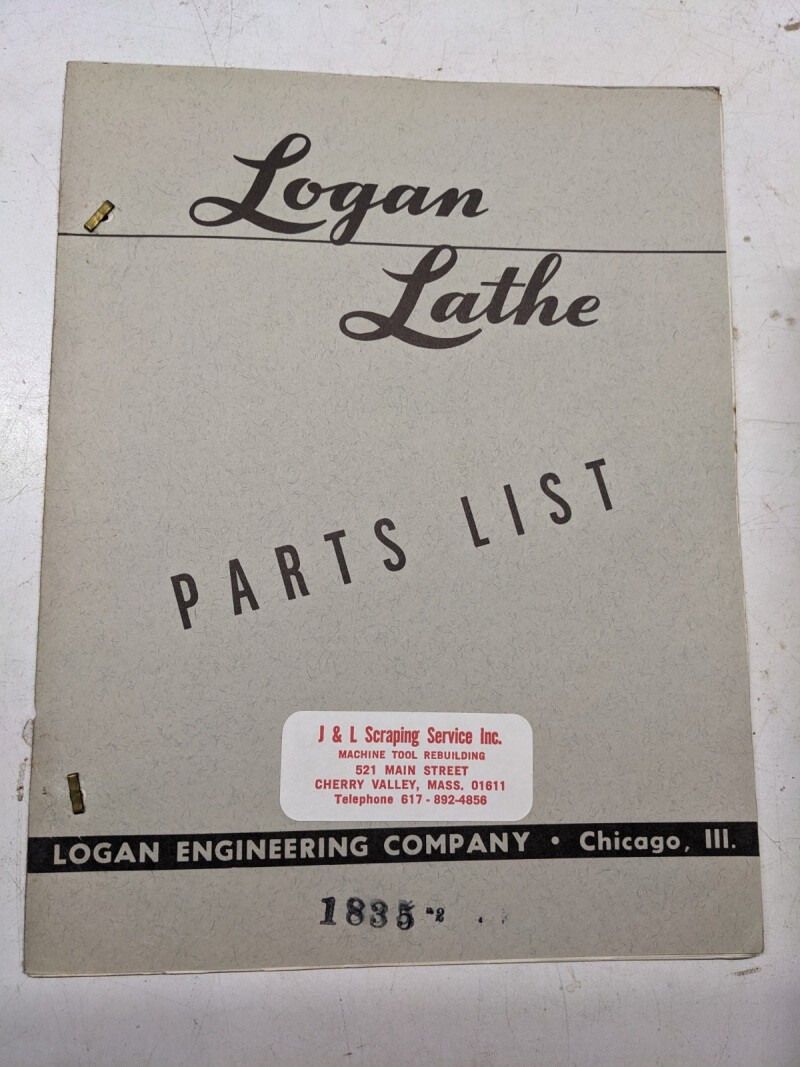 Logan
Lathe
PARTS LIST
J & L Scraping Service Inc.
MACHINE TOOL REBUILDING
521 MAIN STREET
CHERRY VALLEY, MASS. 01611
Telephone 617 - 892-4856
LOGAN ENGINEERING COMPANY • Chicago, Ill.
1835-2